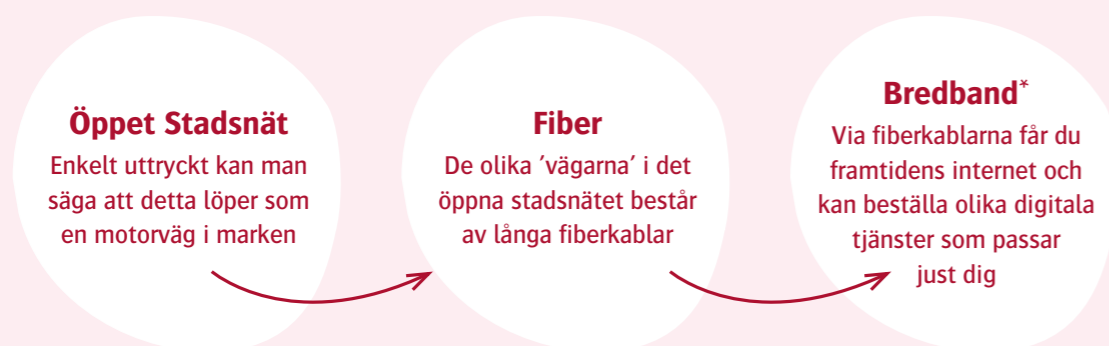 Öppet Stadsnät
Enkelt uttryckt kan man
säga att detta löper som
en motorväg i marken
Fiber
De olika ’vägarna’ i det
öppna stadsnätet består
av långa fiberkablar
Bredband*
Via fiberkablarna får du
framtidens internet och
kan beställa olika digitala
tjänster som passar
just dig